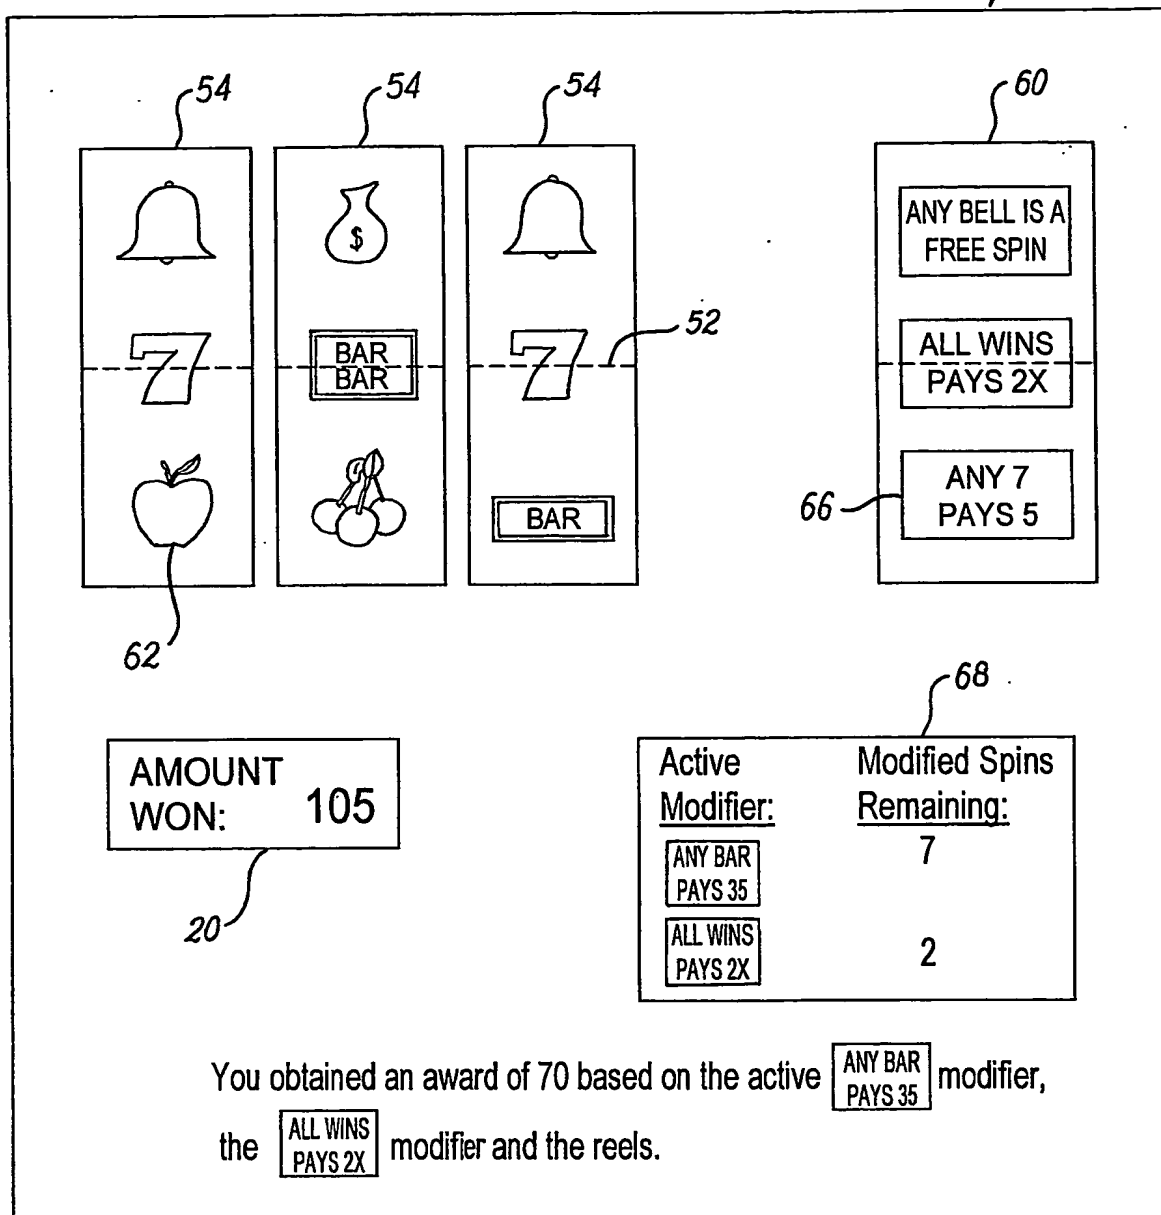 54
54
54
60
$
ANY BELL IS A
FREE SPIN
52
7
BAR
BAR
7
ALL WINS
PAYS 2X
BAR
66
ANY 7
PAYS 5
62
68
AMOUNT
WON: 105
20
Active Modified Spins
Modifier: Remaining:
ANY BAR
PAYS 35
7
ALL WINS
PAYS 2X
2
You obtained an award of 70 based on the active ANY BAR PAYS 35 modifier,
the ALL WINS PAYS 2X modifier and the reels.